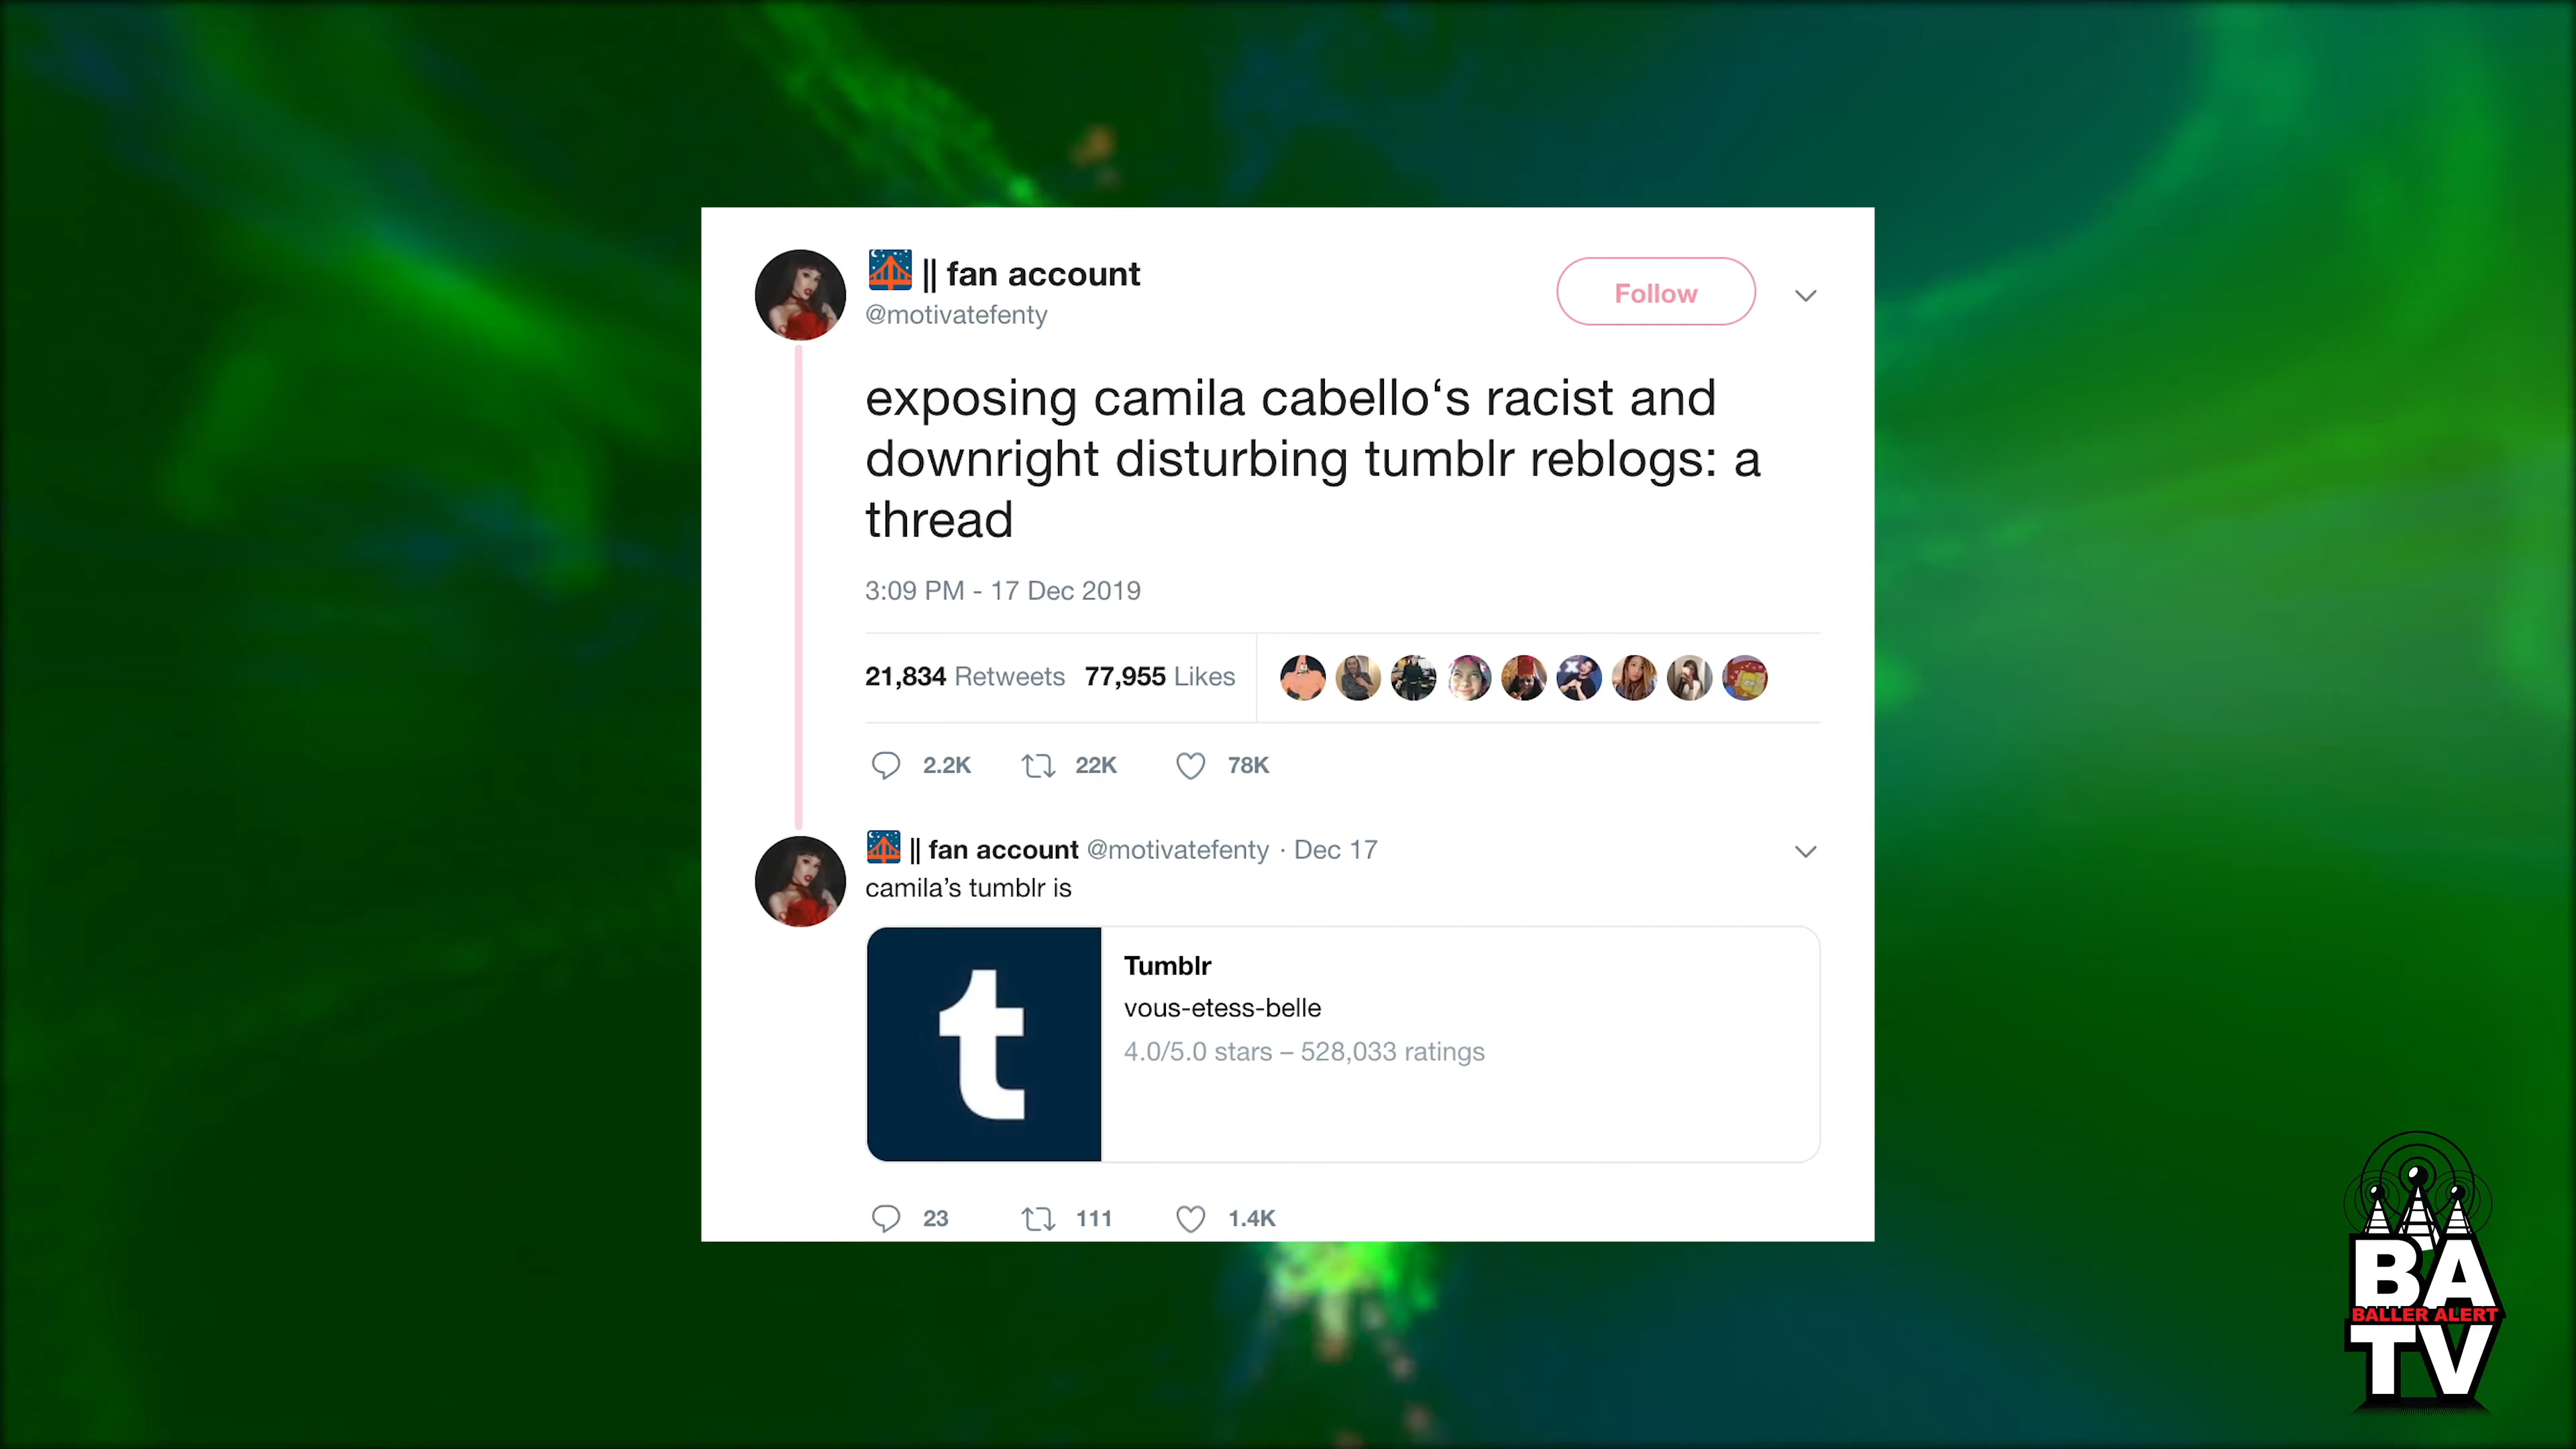 || fan account
@motivatefenty
Follow
exposing camila cabello‘s racist and
downright disturbing tumblr reblogs: a
thread
3:09 PM - 17 Dec 2019
21,834 Retweets 77,955 Likes
2.2K 22K 78K
|| fan account @motivatefenty · Dec 17
camila’s tumblr is
t
Tumblr
vous-etess-belle
4.0/5.0 stars – 528,033 ratings
23 111 1.4K
BA
BALLER ALERT
TV